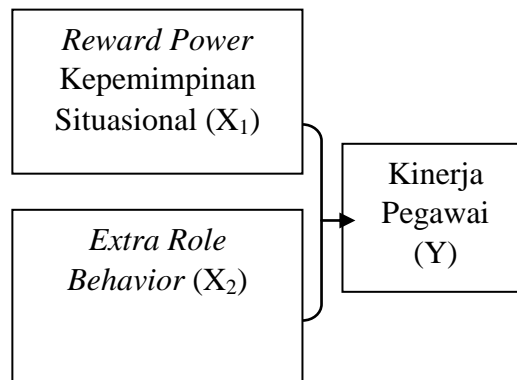 Reward Power
Kepemimpinan
Situasional (X₁)
Extra Role
Behavior (X₂)
Kinerja
Pegawai
(Y)